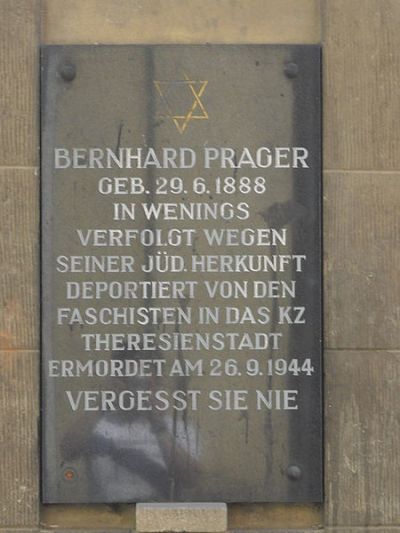 BERNHARD PRAGER
GEB. 29.6.1888
IN WENINGS
VERFOLGT WEGEN
SEINER JÜD. HERKUNFT
DEPORTIERT VON DEN
FASCHISTEN IN DAS KZ
THERESIENSTADT
ERMORDET AM 26.9.1944
VERGESST SIE NIE